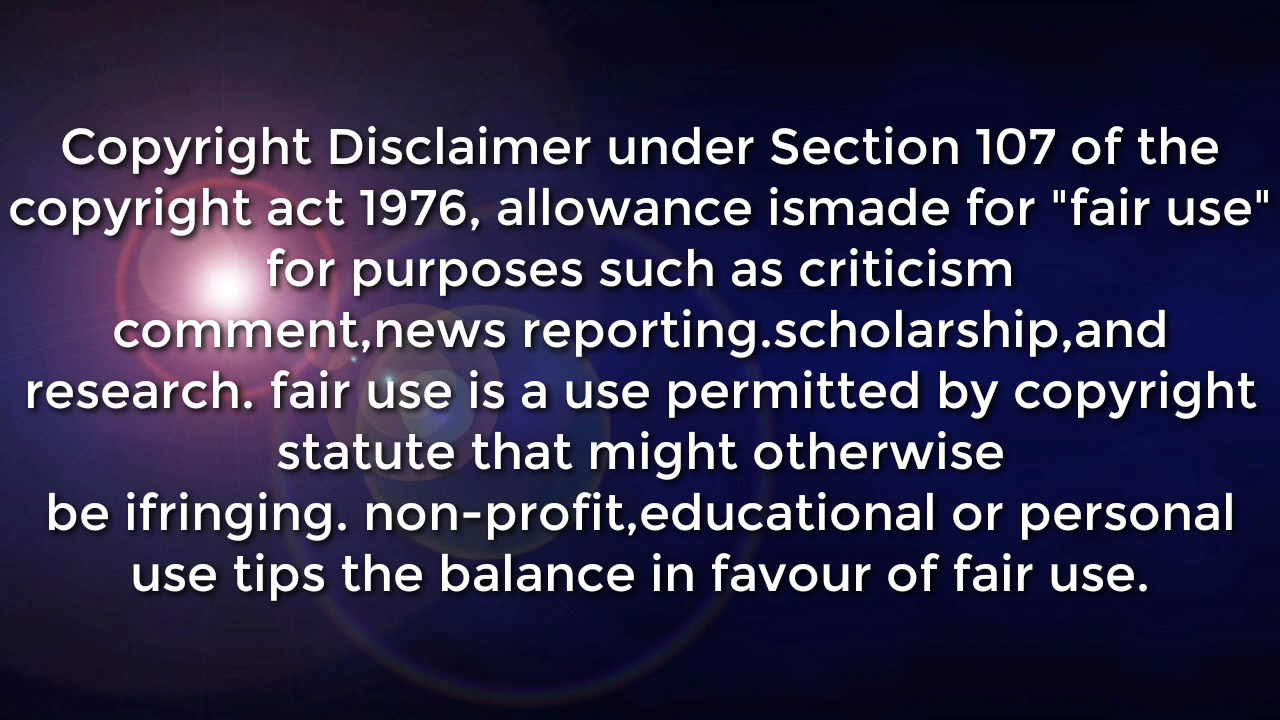 Copyright Disclaimer under Section 107 of the
copyright act 1976, allowance ismade for "fair use"
for purposes such as criticism
comment,news reporting.scholarship,and
research. fair use is a use permitted by copyright
statute that might otherwise
be ifringing. non-profit,educational or personal
use tips the balance in favour of fair use.